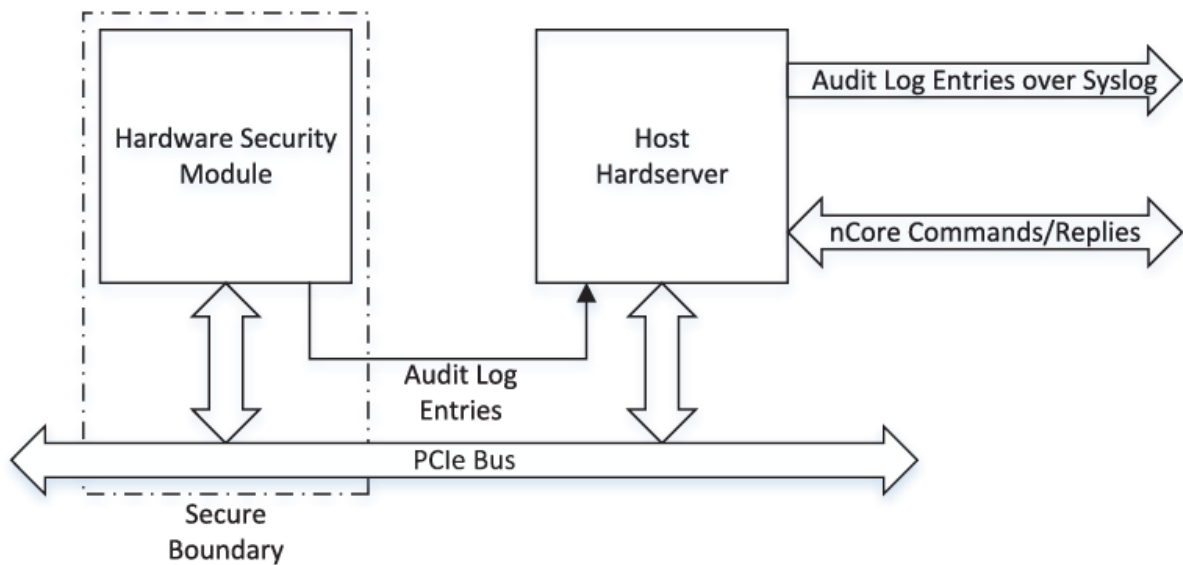 Hardware Security
Module
Host
Hardserver
Audit Log Entries over Syslog
nCore Commands/Replies
Audit Log
Entries
PCIe Bus
Secure
Boundary